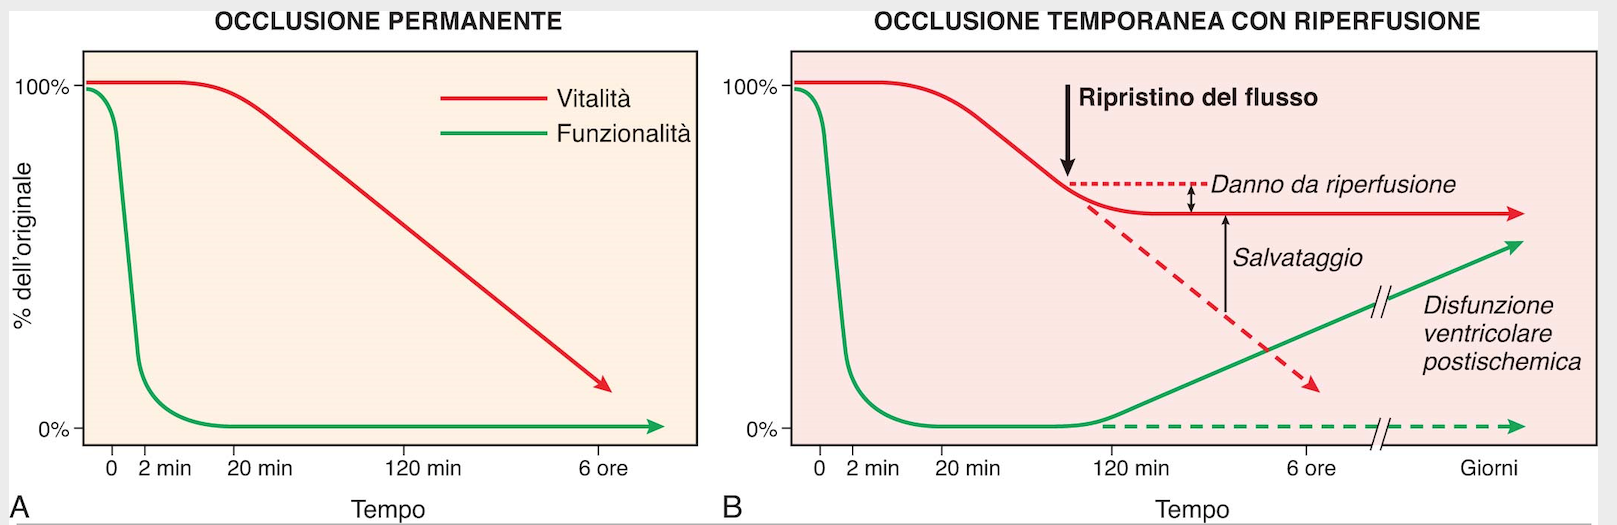 OCCLUSIONE PERMANENTE
100%
Vitalità
Funzionalità
% dell'originale
0%
0 2 min 20 min 120 min 6 ore
A
Tempo
OCCLUSIONE TEMPORANEA CON RIPERFUSIONE
100%
Ripristino del flusso
Danno da riperfusione
Salvataggio
Disfunzione
ventricolare
postischemica
0%
0 2 min 20 min 120 min 6 ore Giorni
B
Tempo